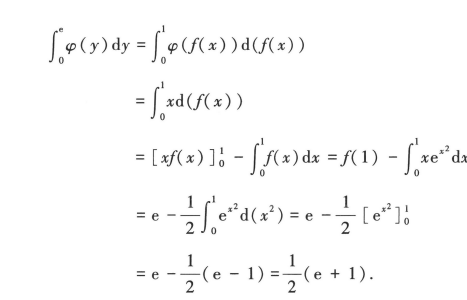 ∫₀ᵉ φ(y)dy = ∫₀¹ φ(f(x))d(f(x))
= ∫₀¹ xd(f(x))
= [xf(x)]₀¹ − ∫₀¹ f(x)dx = f(1) − ∫₀¹ xe^{x²}dx
= e − 1/2 ∫₀¹ e^{x²}d(x²) = e − 1/2 [e^{x²}]₀¹
= e − 1/2 (e − 1) = 1/2 (e + 1).